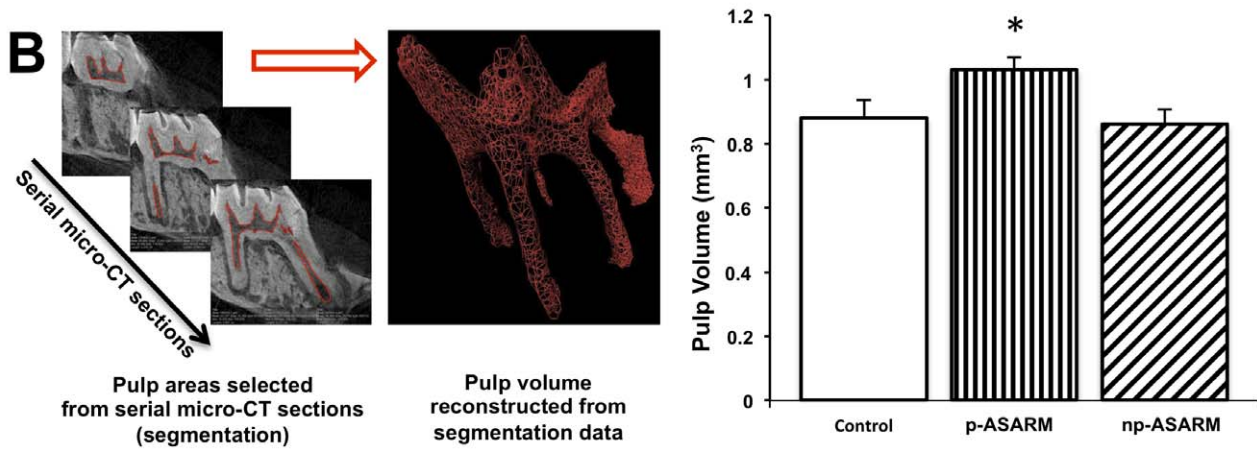 B
Serial micro-CT sections
Pulp areas selected
from serial micro-CT sections
(segmentation)
Pulp volume
reconstructed from
segmentation data
Pulp Volume (mm³)
1.2
1
0.8
0.6
0.4
0.2
0
*
Control
p-ASARM
np-ASARM